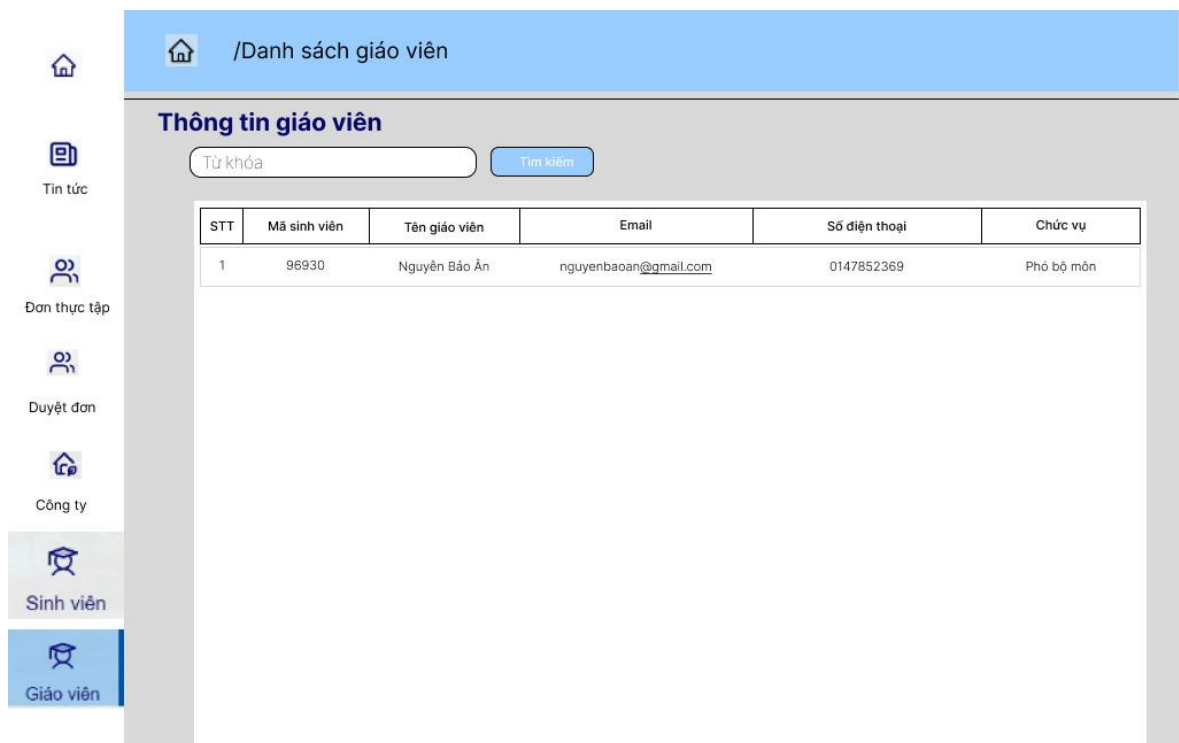 /Danh sách giáo viên
Tin tức
Đơn thực tập
Duyệt đơn
Công ty
Sinh viên
Giáo viên
Thông tin giáo viên
Từ khóa
Tìm kiếm
STT Mã sinh viên Tên giáo viên Email Số điện thoại Chức vụ
1 96930 Nguyễn Bảo Ân nguyenbaoan@gmail.com 0147852369 Phó bộ môn